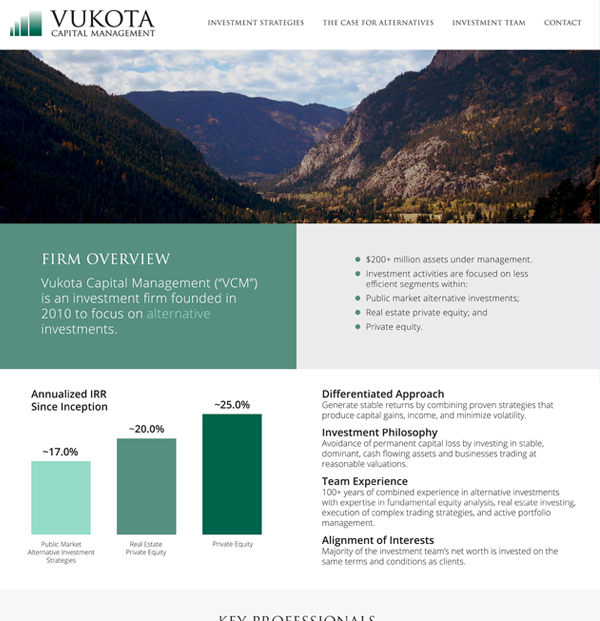 VUKOTA
CAPITAL MANAGEMENT
INVESTMENT STRATEGIES THE CASE FOR ALTERNATIVES INVESTMENT TEAM CONTACT
FIRM OVERVIEW
Vukota Capital Management (“VCM”)
is an investment firm founded in
2010 to focus on alternative
investments.
$200+ million assets under management.
Investment activities are focused on less
efficient segments within:
Public market alternative investments;
Real estate private equity; and
Private equity.
Annualized IRR
Since Inception
~17.0%
~20.0%
~25.0%
Public Market
Alternative Investment
Strategies
Real Estate
Private Equity
Private Equity
Differentiated Approach
Generate stable returns by combining proven strategies that
produce capital gains, income, and minimize volatility.
Investment Philosophy
Avoidance of permanent capital loss by investing in stable,
dominant, cash flowing assets and businesses trading at
reasonable valuations.
Team Experience
100+ years of combined experience in alternative investments
with expertise in fundamental equity analysis, real estate investing,
execution of complex trading strategies, and active portfolio
management.
Alignment of Interests
Majority of the investment team's net worth is invested on the
same terms and conditions as clients.
KEY PROFESSIONALS